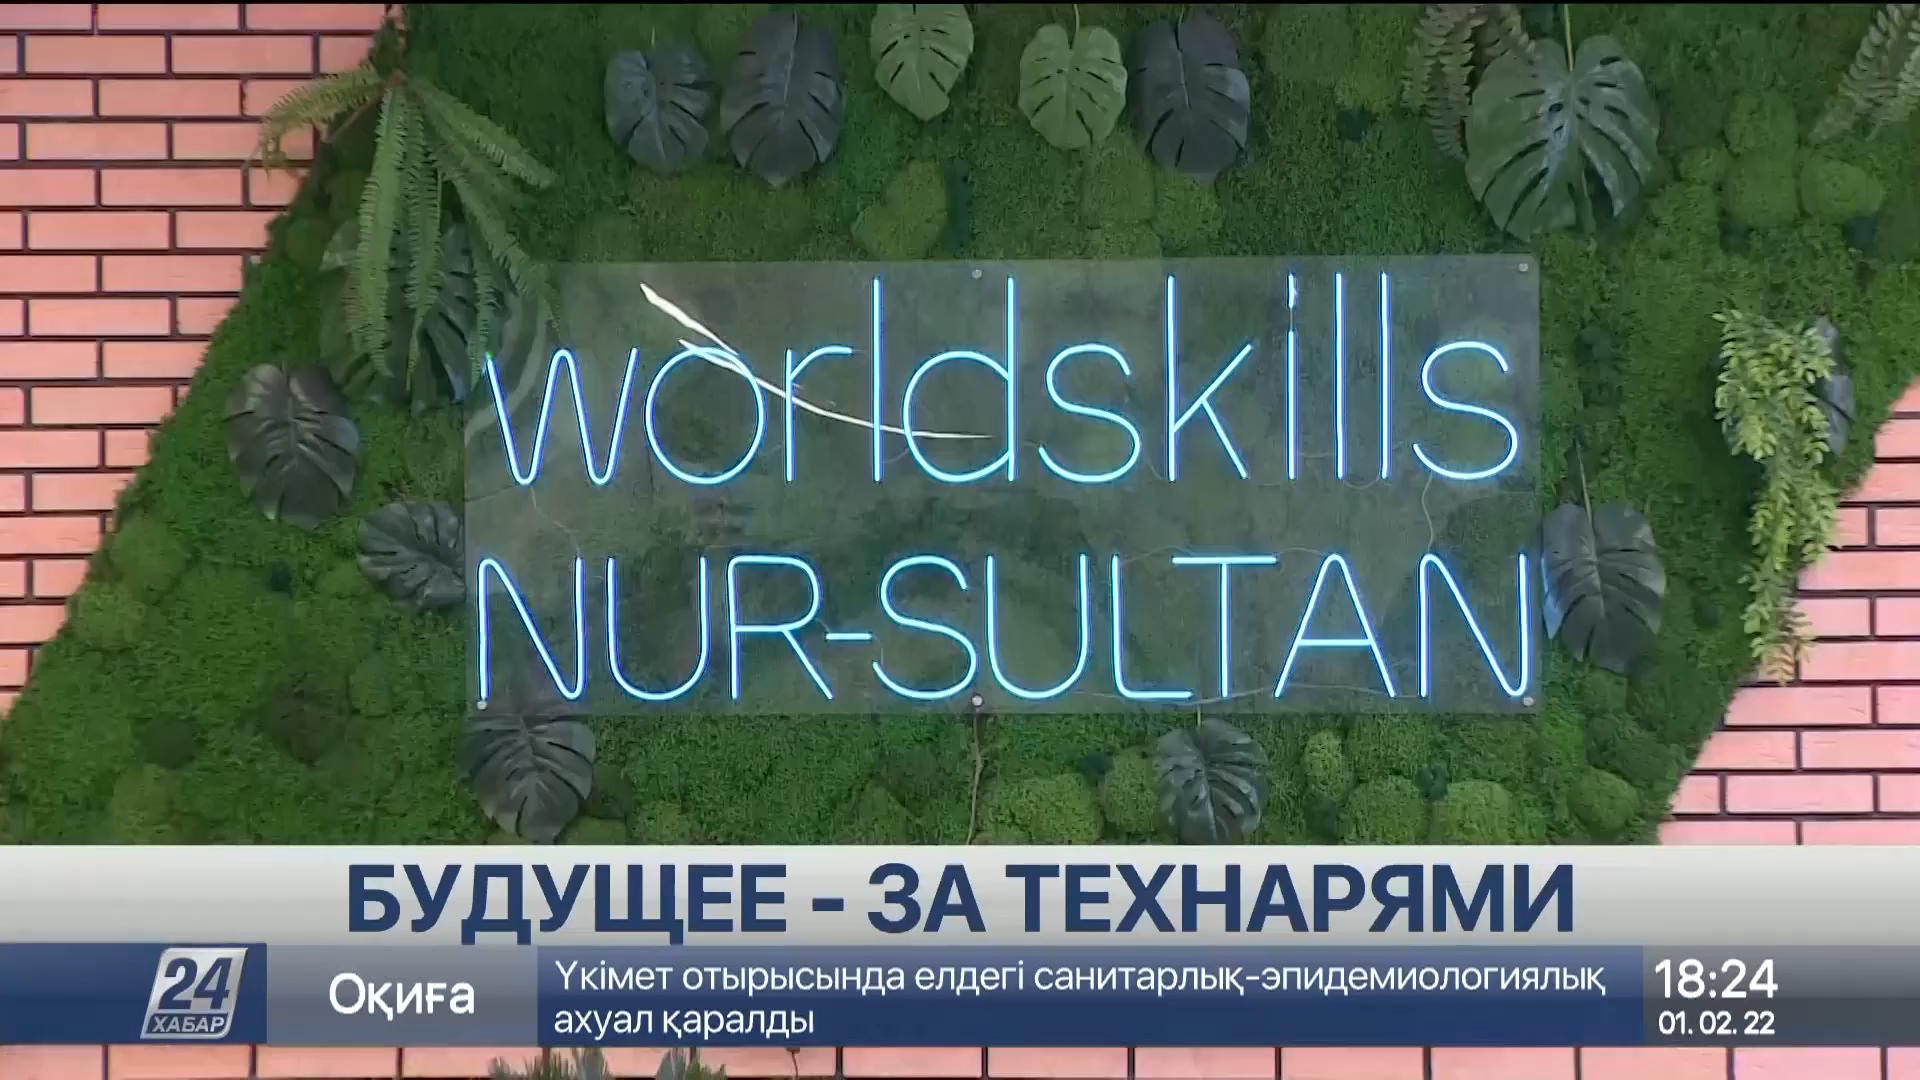 worldskills
NUR-SULTAN
БУДУЩЕЕ - ЗА ТЕХНАРЯМИ
24
ХАБАР
Оқиға
Үкімет отырысында елдегі санитарлық-эпидемиологиялық
ахуал қаралды
18:24
01. 02. 22